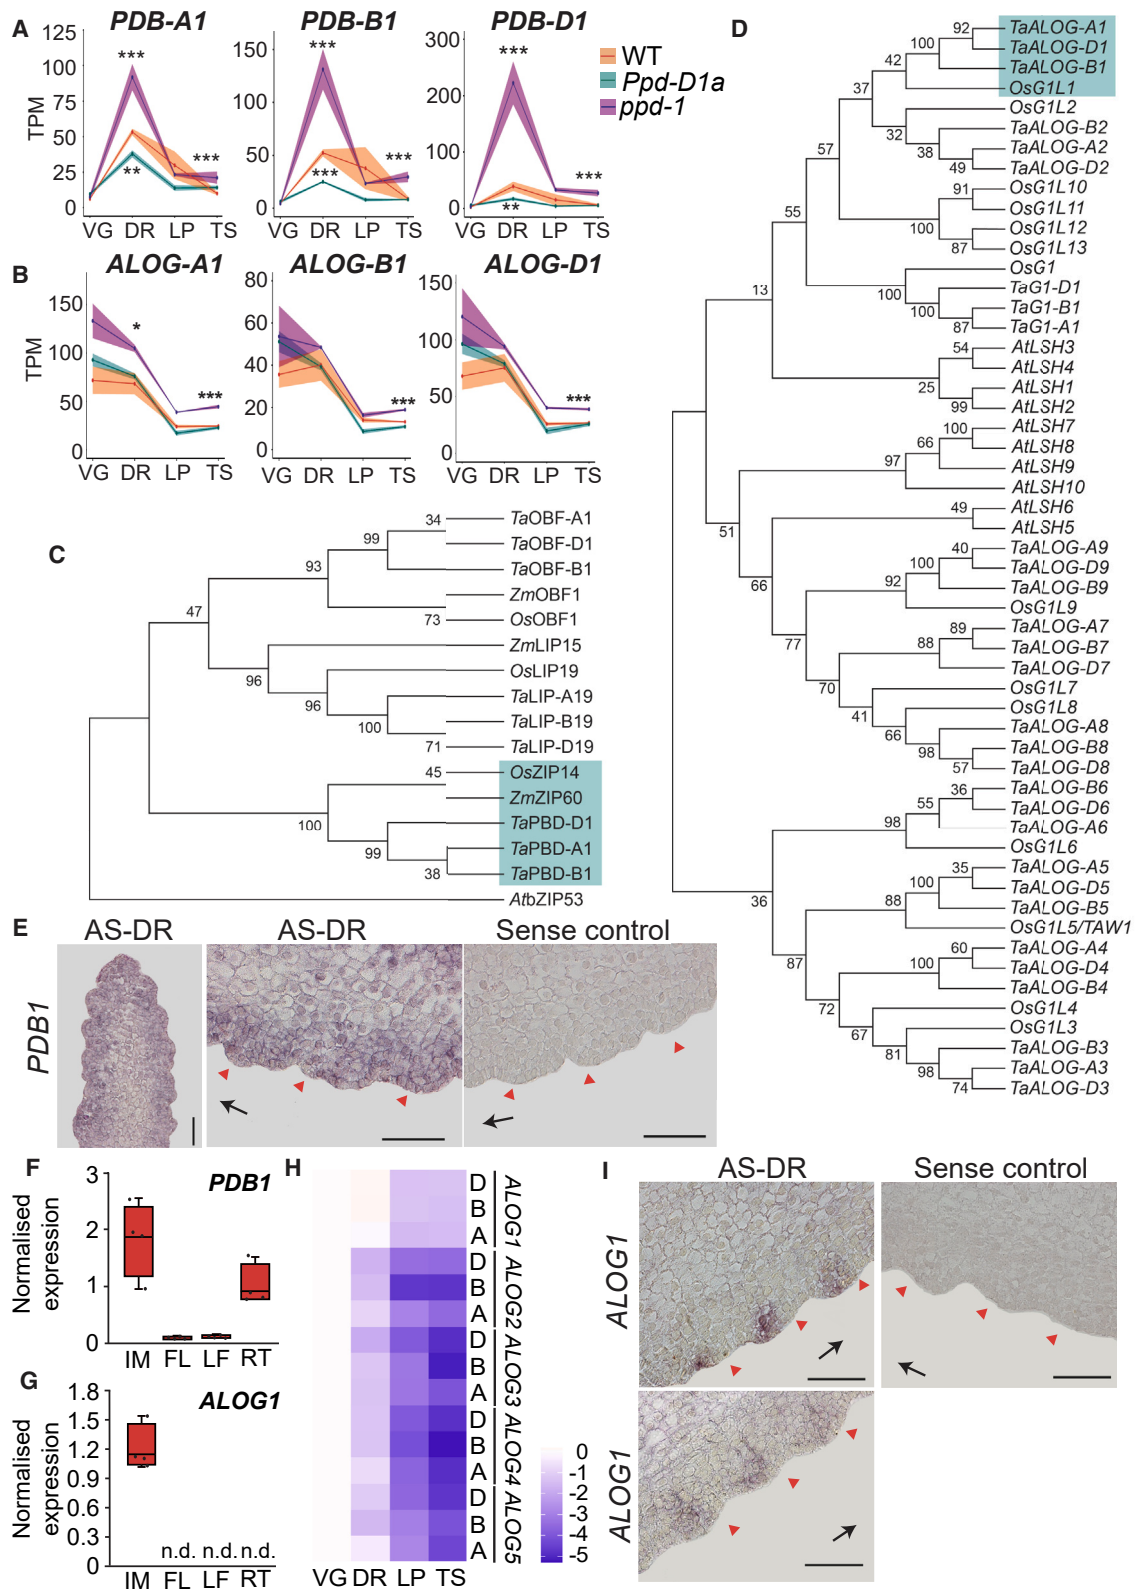 A
PDB-A1
PDB-B1
PDB-D1
125
100
75
50
25
0
TPM
***
**
***
VG DR LP TS
150
100
50
0
***
***
***
VG DR LP TS
300
200
100
0
***
**
***
VG DR LP TS
WT
Ppd-D1a
ppd-1
B
ALOG-A1
ALOG-B1
ALOG-D1
150
100
50
0
TPM
*
***
VG DR LP TS
80
60
40
20
0
***
VG DR LP TS
150
100
50
0
***
VG DR LP TS
C
TaOBF-A1
TaOBF-D1
TaOBF-B1
ZmOBF1
OsOBF1
ZmLIP15
OsLIP19
TaLIP-A19
TaLIP-B19
TaLIP-D19
OsZIP14
ZmZIP60
TaPBD-D1
TaPBD-A1
TaPBD-B1
AtbZIP53
34
99
93
47
73
96
96
100
71
45
100
99
38
D
TaALOG-A1
TaALOG-D1
TaALOG-B1
OsG1L1
OsG1L2
TaALOG-B2
TaALOG-A2
TaALOG-D2
OsG1L10
OsG1L11
OsG1L12
OsG1L13
OsG1
TaG1-D1
TaG1-B1
TaG1-A1
AtLSH3
AtLSH4
AtLSH1
AtLSH2
AtLSH7
AtLSH8
AtLSH9
AtLSH10
AtLSH6
AtLSH5
TaALOG-A9
TaALOG-D9
TaALOG-B9
OsG1L9
TaALOG-A7
TaALOG-B7
TaALOG-D7
OsG1L7
OsG1L8
TaALOG-A8
TaALOG-B8
TaALOG-D8
TaALOG-B6
TaALOG-D6
TaALOG-A6
OsG1L6
TaALOG-A5
TaALOG-D5
TaALOG-B5
OsG1L5/TAW1
TaALOG-A4
TaALOG-D4
TaALOG-B4
OsG1L4
OsG1L3
TaALOG-B3
TaALOG-A3
TaALOG-D3
92
100
42
37
32
38
49
57
91
100
87
55
100
100
87
13
54
25
99
100
66
97
51
49
66
40
100
92
77
89
88
70
41
66
98
57
36
55
98
36
35
100
88
87
60
100
72
67
81
98
74
E
AS-DR
AS-DR
Sense control
PDB1
F
PDB1
Normalised
expression
3
2
1
0
IM FL LF RT
G
ALOG1
Normalised
expression
1.8
1.5
1.2
0.9
0.6
0.3
0
n.d. n.d. n.d.
IM FL LF RT
H
D
B
A
ALOG1
D
B
A
ALOG2
D
B
A
ALOG3
D
B
A
ALOG4
D
B
A
ALOG5
VG DR LP TS
0
-1
-2
-3
-4
-5
I
AS-DR
Sense control
ALOG1
ALOG1